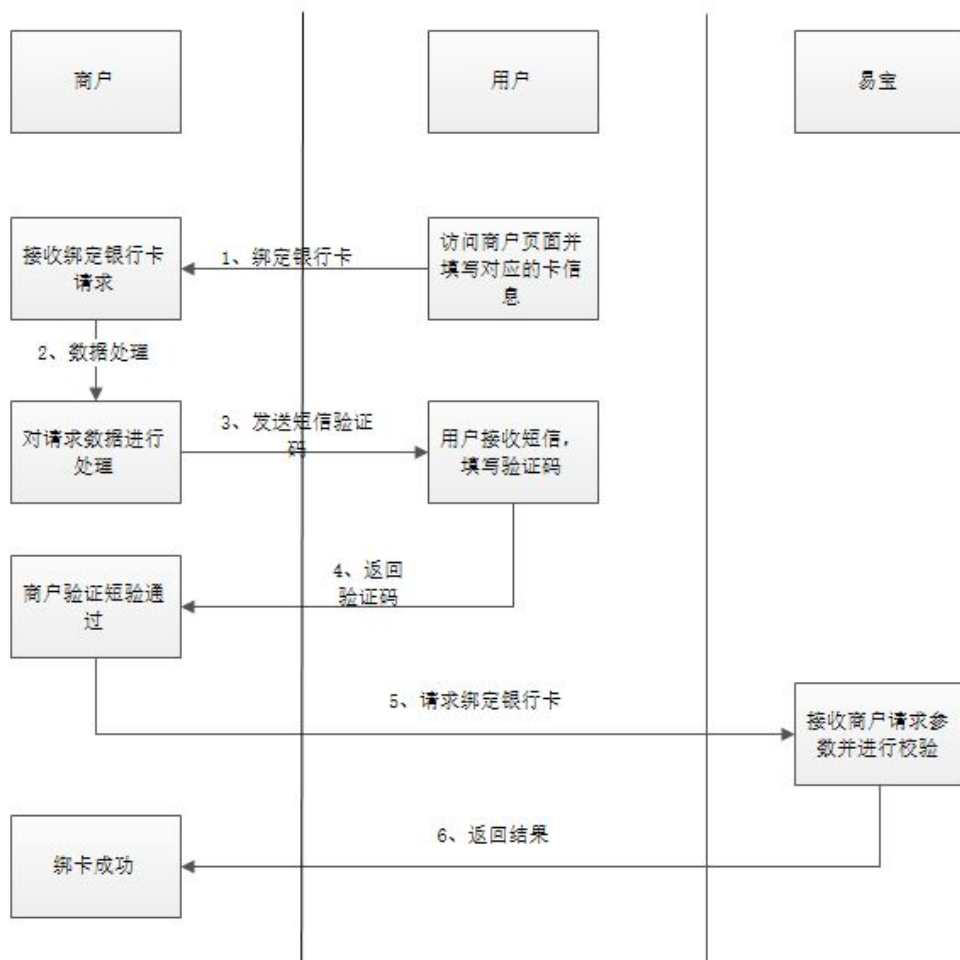 商户
用户
易宝
接收绑定银行卡
请求
1、绑定银行卡
访问商户页面并
填写对应的卡信
息
2、数据处理
对请求数据进行
处理
3、发送短信验证
码
用户接收短信，
填写验证码
4、返回
验证码
商户验证短验通
过
5、请求绑定银行卡
接收商户请求参
数并进行校验
6、返回结果
绑卡成功